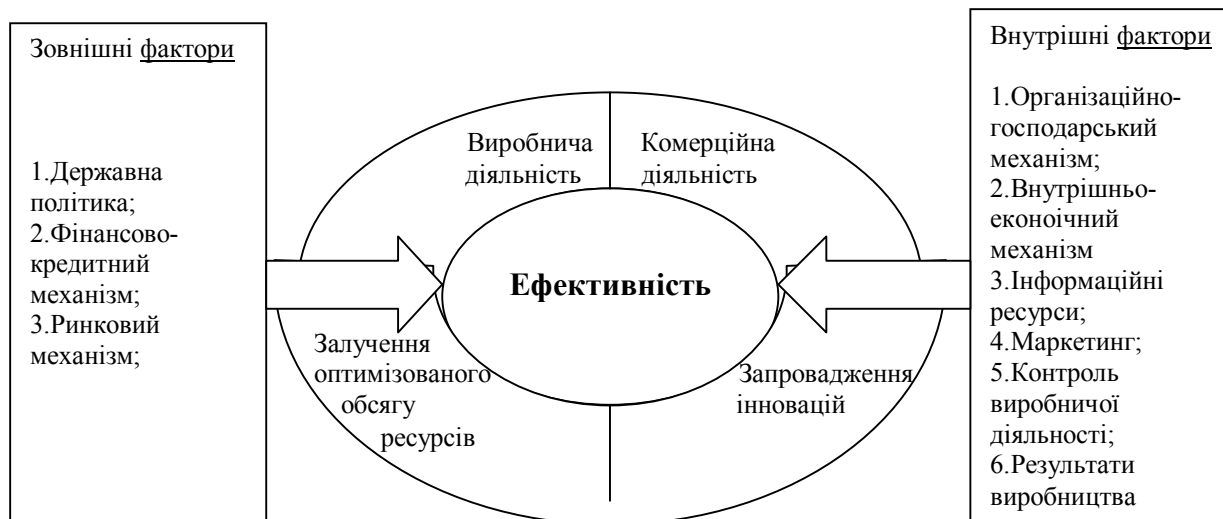 Зовнішні фактори
1.Державна
політика;
2.Фінансово-
кредитний
механізм;
3.Ринковий
механізм;
Виробнича
діяльність
Комерційна
діяльність
Ефективність
Залучення
оптимізованого
обсягу
ресурсів
Запровадження
інновацій
Внутрішні фактори
1.Організаційно-
господарський
механізм;
2.Внутрішньо-
економічний
механізм
3.Інформаційні
ресурси;
4.Маркетинг;
5.Контроль
виробничої
діяльності;
6.Результати
виробництва